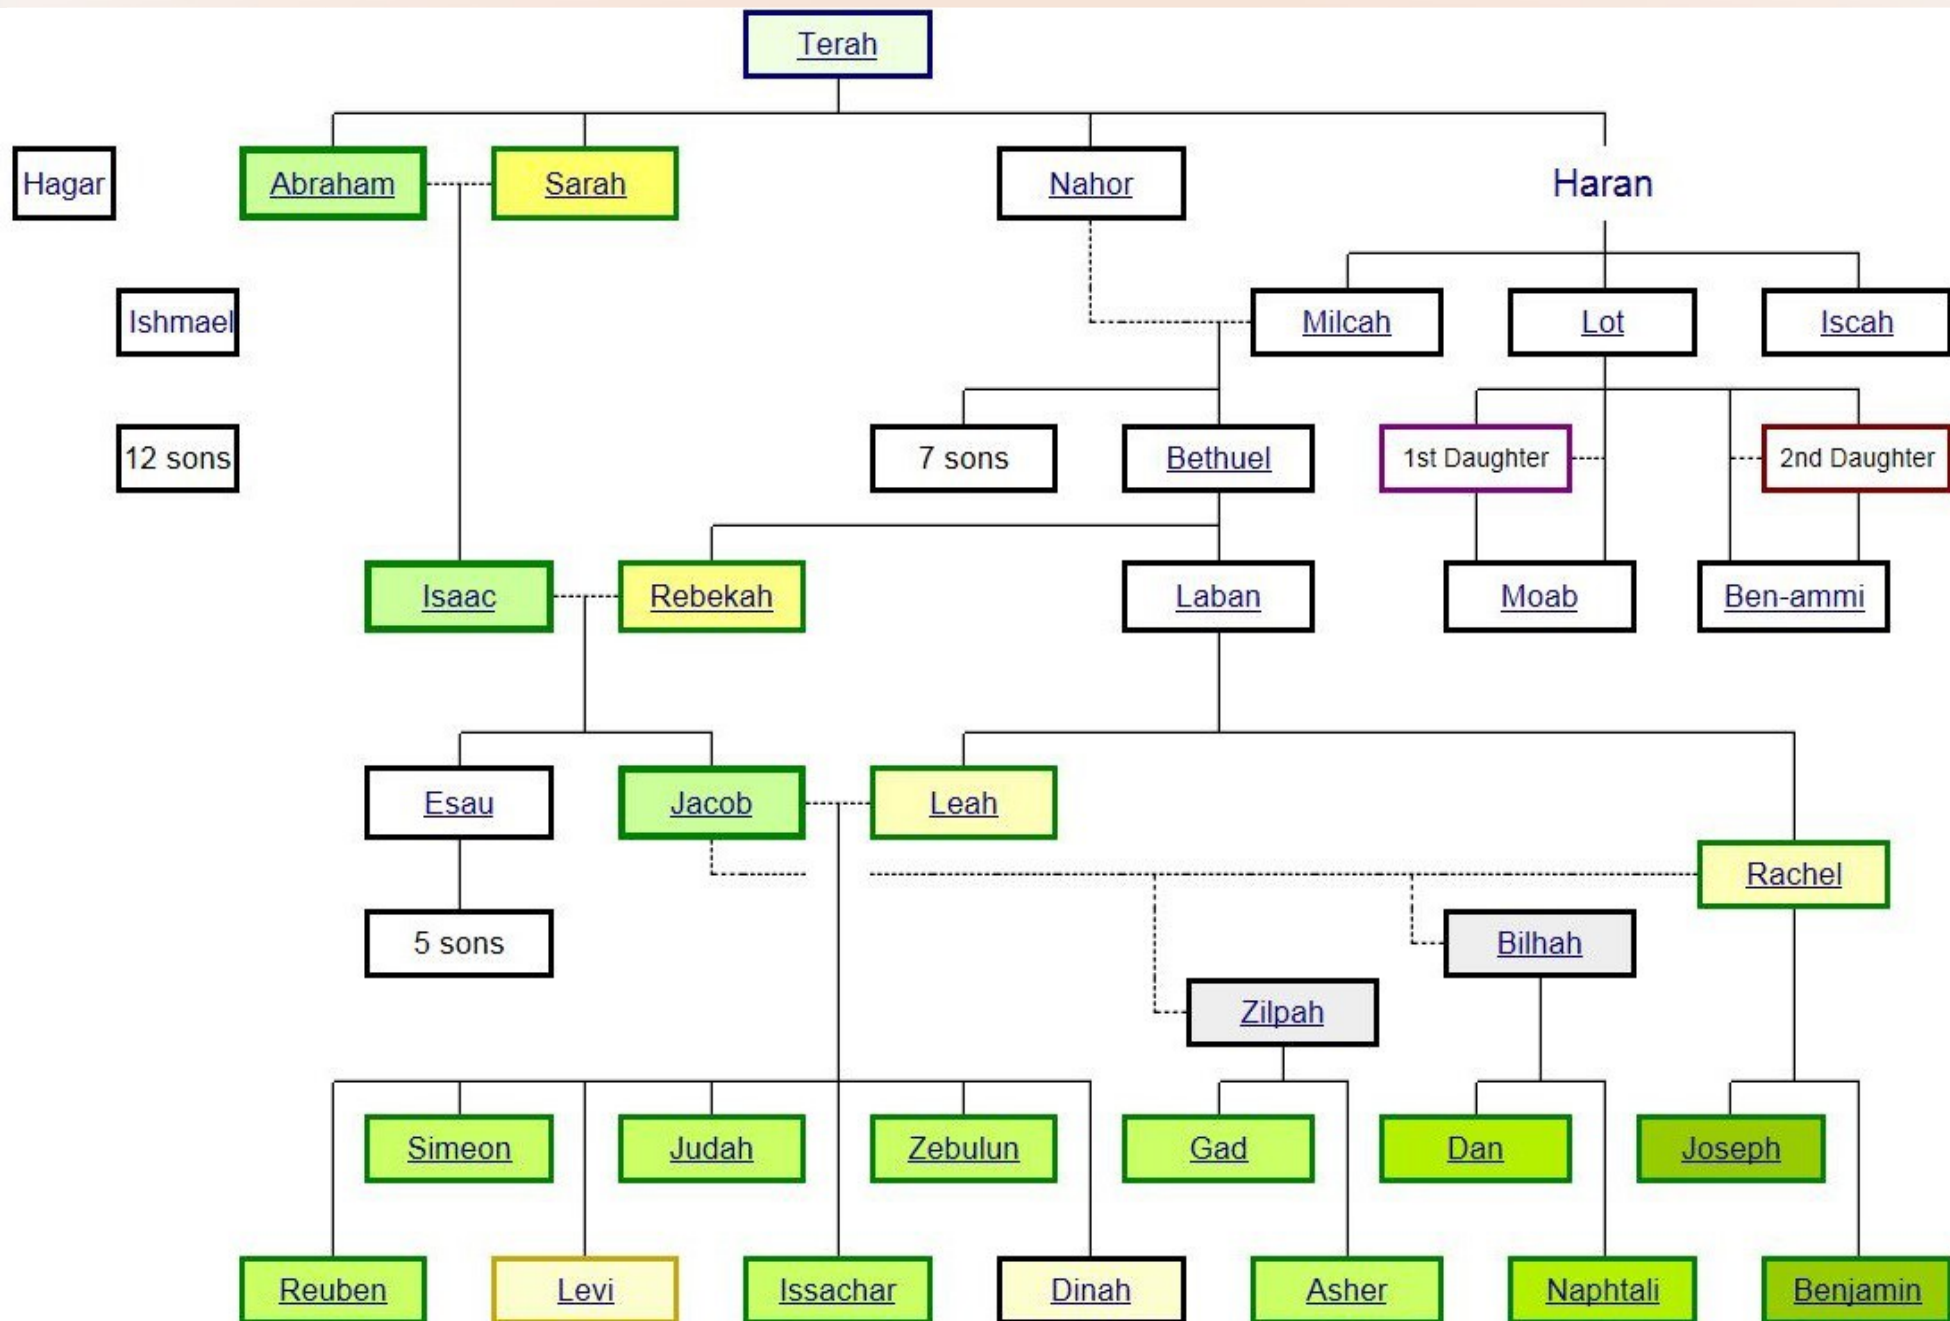 Terah
Hagar
Abraham
Sarah
Nahor
Haran
Ishmael
Milcah
Lot
Iscah
12 sons
7 sons
Bethuel
1st Daughter
2nd Daughter
Isaac
Rebekah
Laban
Moab
Ben-ammi
Esau
Jacob
Leah
Rachel
5 sons
Bilhah
Zilpah
Simeon
Judah
Zebulun
Gad
Dan
Joseph
Reuben
Levi
Issachar
Dinah
Asher
Naphtali
Benjamin